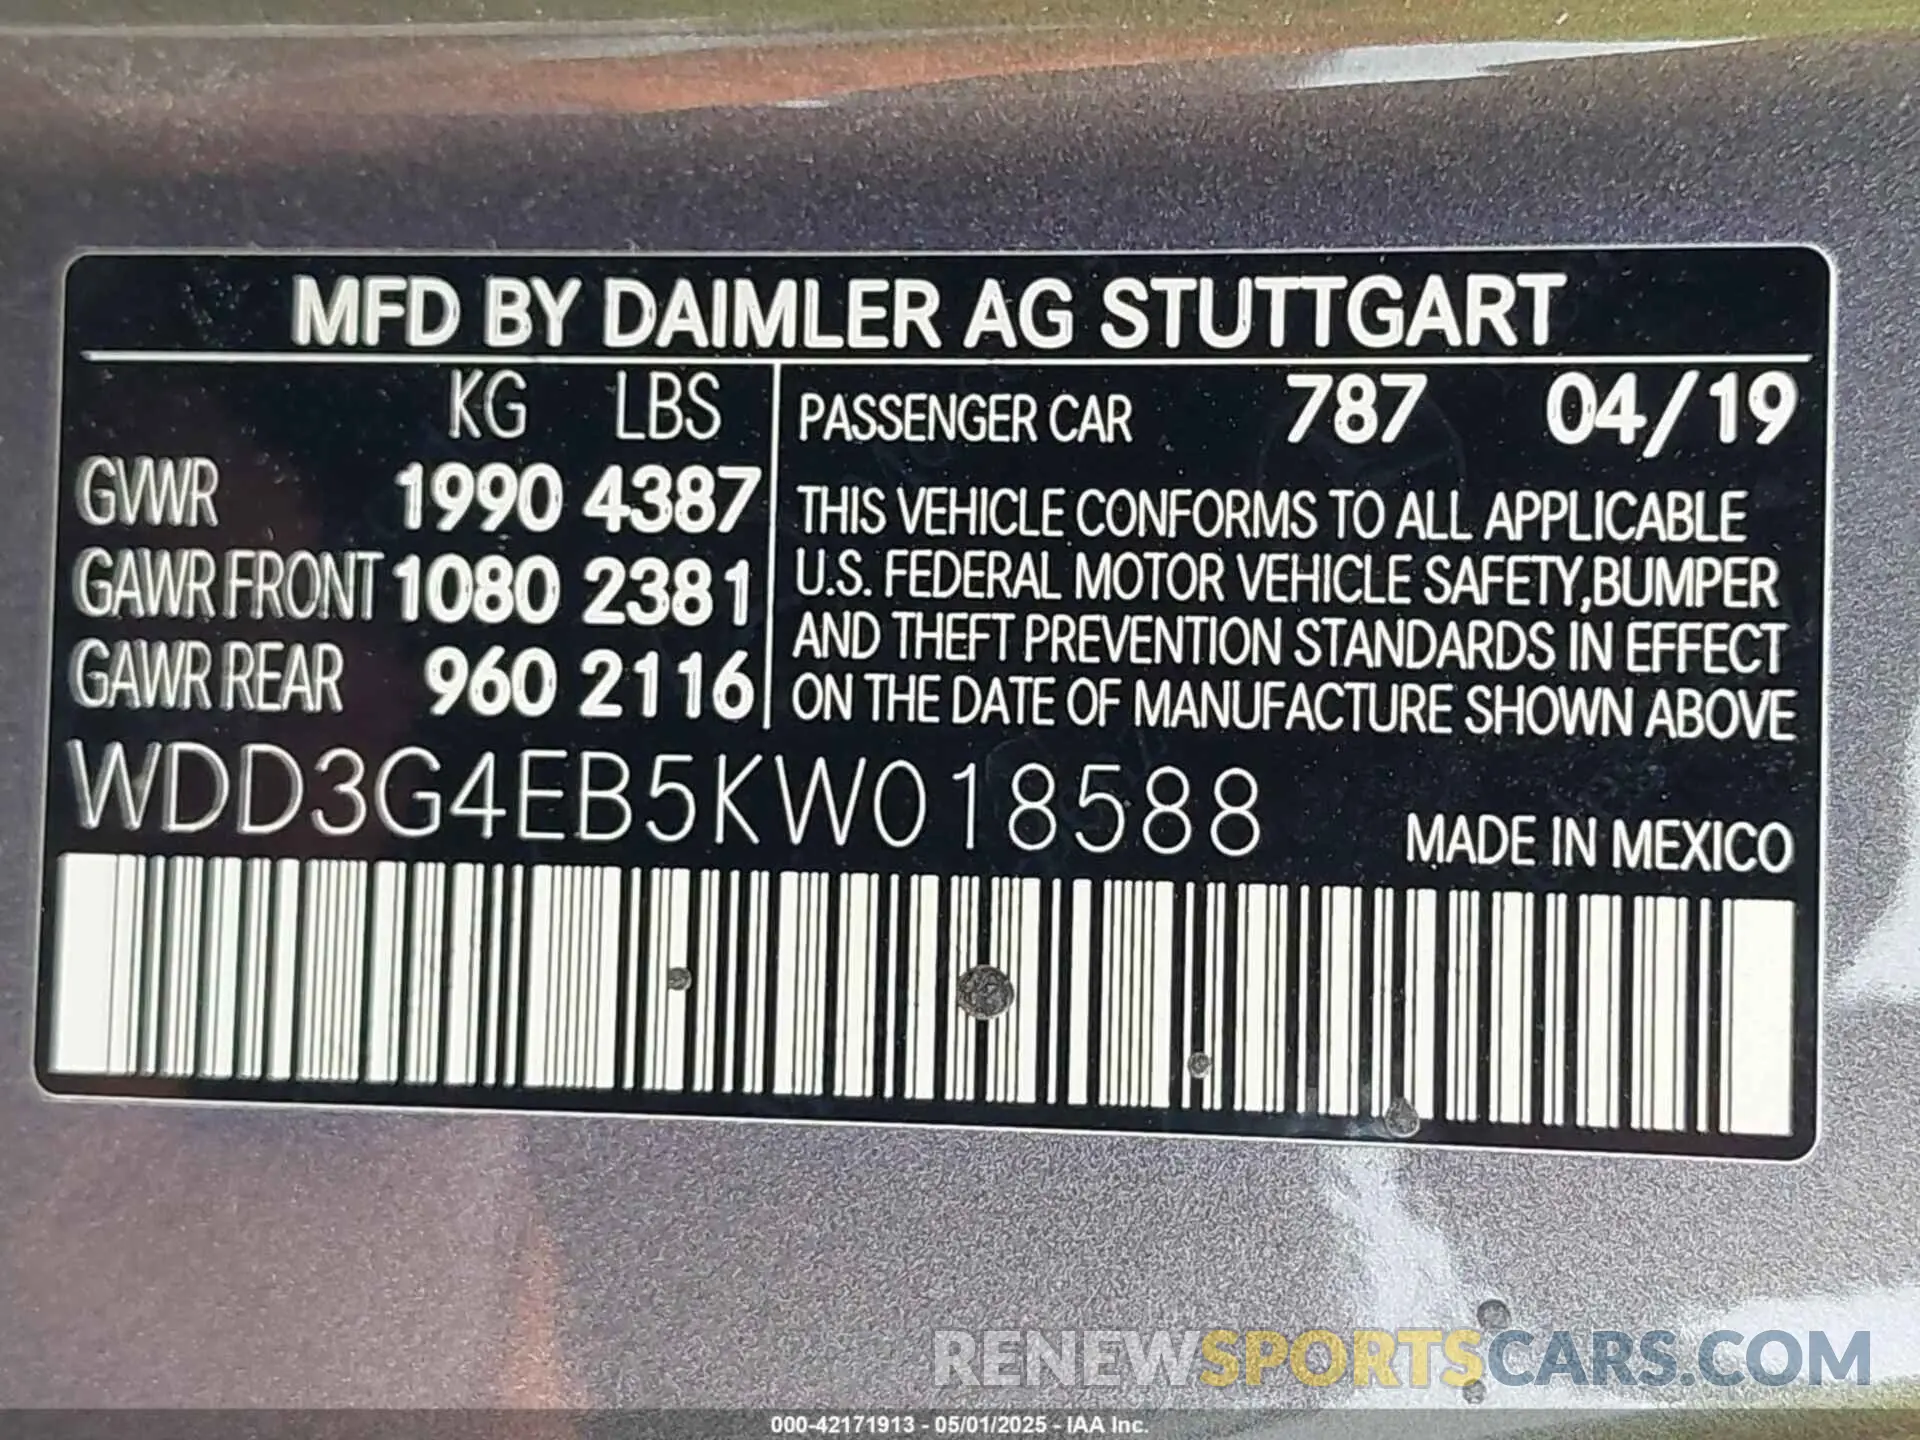 MFD BY DAIMLER AG STUTTGART
KG LBS
GVWR 1990 4387
GAWR FRONT 1080 2381
GAWR REAR 960 2116
PASSENGER CAR 787 04/19
THIS VEHICLE CONFORMS TO ALL APPLICABLE
U.S. FEDERAL MOTOR VEHICLE SAFETY,BUMPER
AND THEFT PREVENTION STANDARDS IN EFFECT
ON THE DATE OF MANUFACTURE SHOWN ABOVE
WDD3G4EB5KW018588
MADE IN MEXICO
RENEWSPORTSCARS.COM
000-42171913 - 05/01/2025 - IAA Inc.